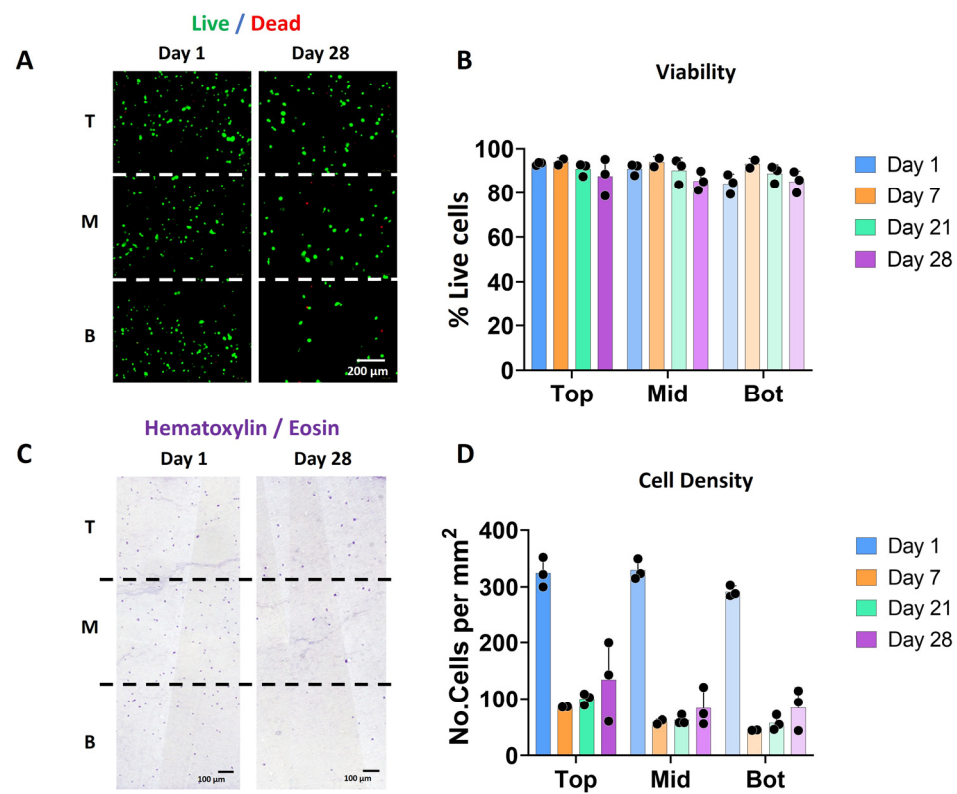 Live / Dead
A
Day 1
Day 28
T
M
B
200 µm
B
Viability
% Live cells
100
80
60
40
20
0
Top
Mid
Bot
Day 1
Day 7
Day 21
Day 28
Hematoxylin / Eosin
C
Day 1
Day 28
T
M
B
100 µm
100 µm
D
Cell Density
No.Cells per mm²
400
300
200
100
0
Top
Mid
Bot
Day 1
Day 7
Day 21
Day 28